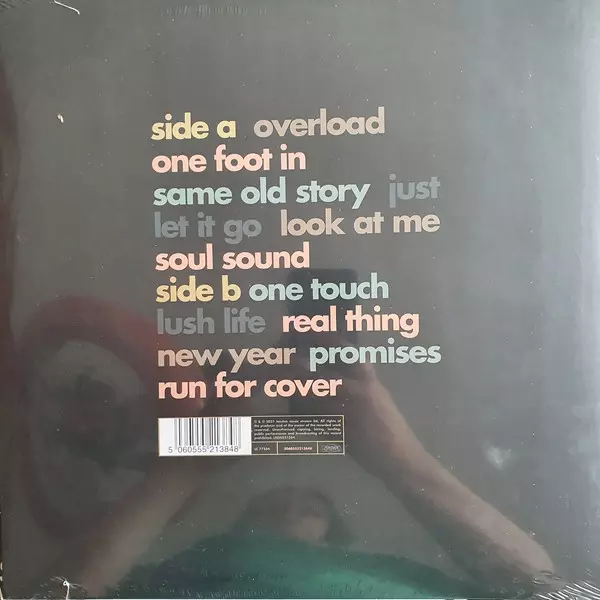 side a overload
one foot in
same old story just
let it go look at me
soul sound
side b one touch
lush life real thing
new year promises
run for cover
5 060555 213848
5060555213848